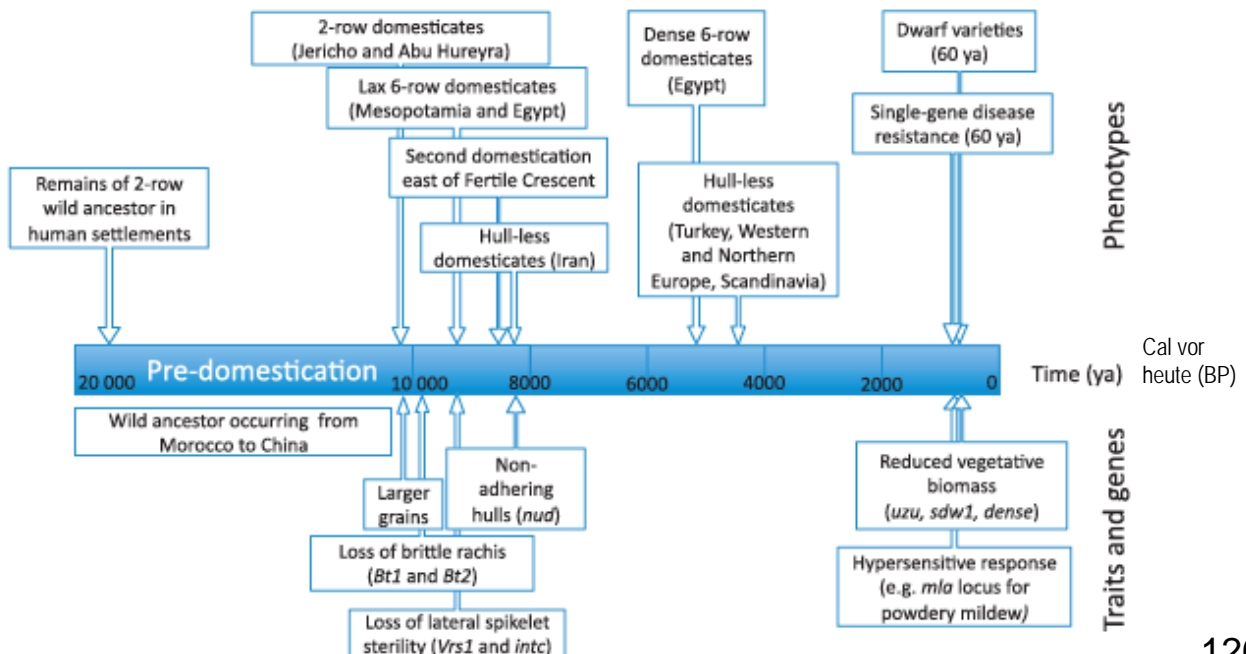 2-row domesticates
(Jericho and Abu Hureyra)
Lax 6-row domesticates
(Mesopotamia and Egypt)
Second domestication
east of Fertile Crescent
Hull-less
domesticates (Iran)
Remains of 2-row
wild ancestor in
human settlements
Dense 6-row
domesticates
(Egypt)
Hull-less
domesticates
(Turkey, Western
and Northern
Europe, Scandinavia)
Dwarf varieties
(60 ya)
Single-gene disease
resistance (60 ya)
Phenotypes
20 000 Pre-domestication 10 000 8000 6000 4000 2000 0
Time (ya)
Cal vor
heute (BP)
Wild ancestor occurring from
Morocco to China
Larger
grains
Loss of brittle rachis
(Bt1 and Bt2)
Loss of lateral spikelet
sterility (Vrs1 and intc)
Non-
adhering
hulls (nud)
Reduced vegetative
biomass
(uzu, sdw1, dense)
Hypersensitive response
(e.g. mla locus for
powdery mildew)
Traits and genes